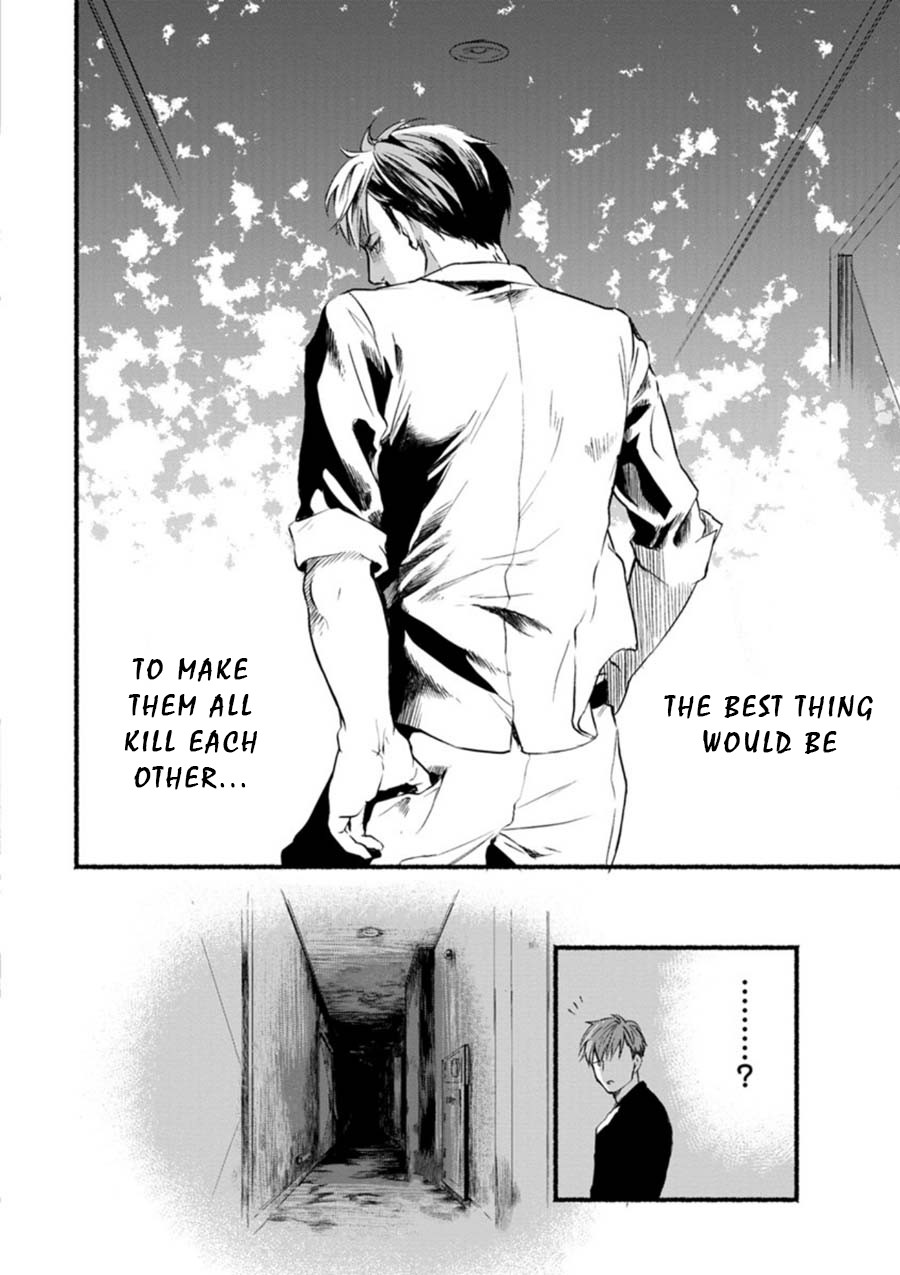 THE BEST THING
WOULD BE
TO MAKE
THEM ALL
KILL EACH
OTHER...
………?